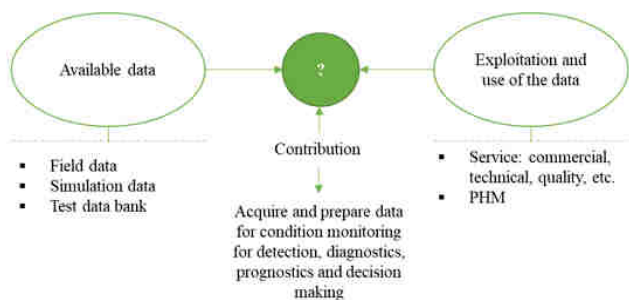 Available data
?
Exploitation and
use of the data
▪ Field data
▪ Simulation data
▪ Test data bank
Contribution
Acquire and prepare data
for condition monitoring
for detection, diagnostics,
prognostics and decision
making
▪ Service: commercial,
technical, quality, etc.
▪ PHM